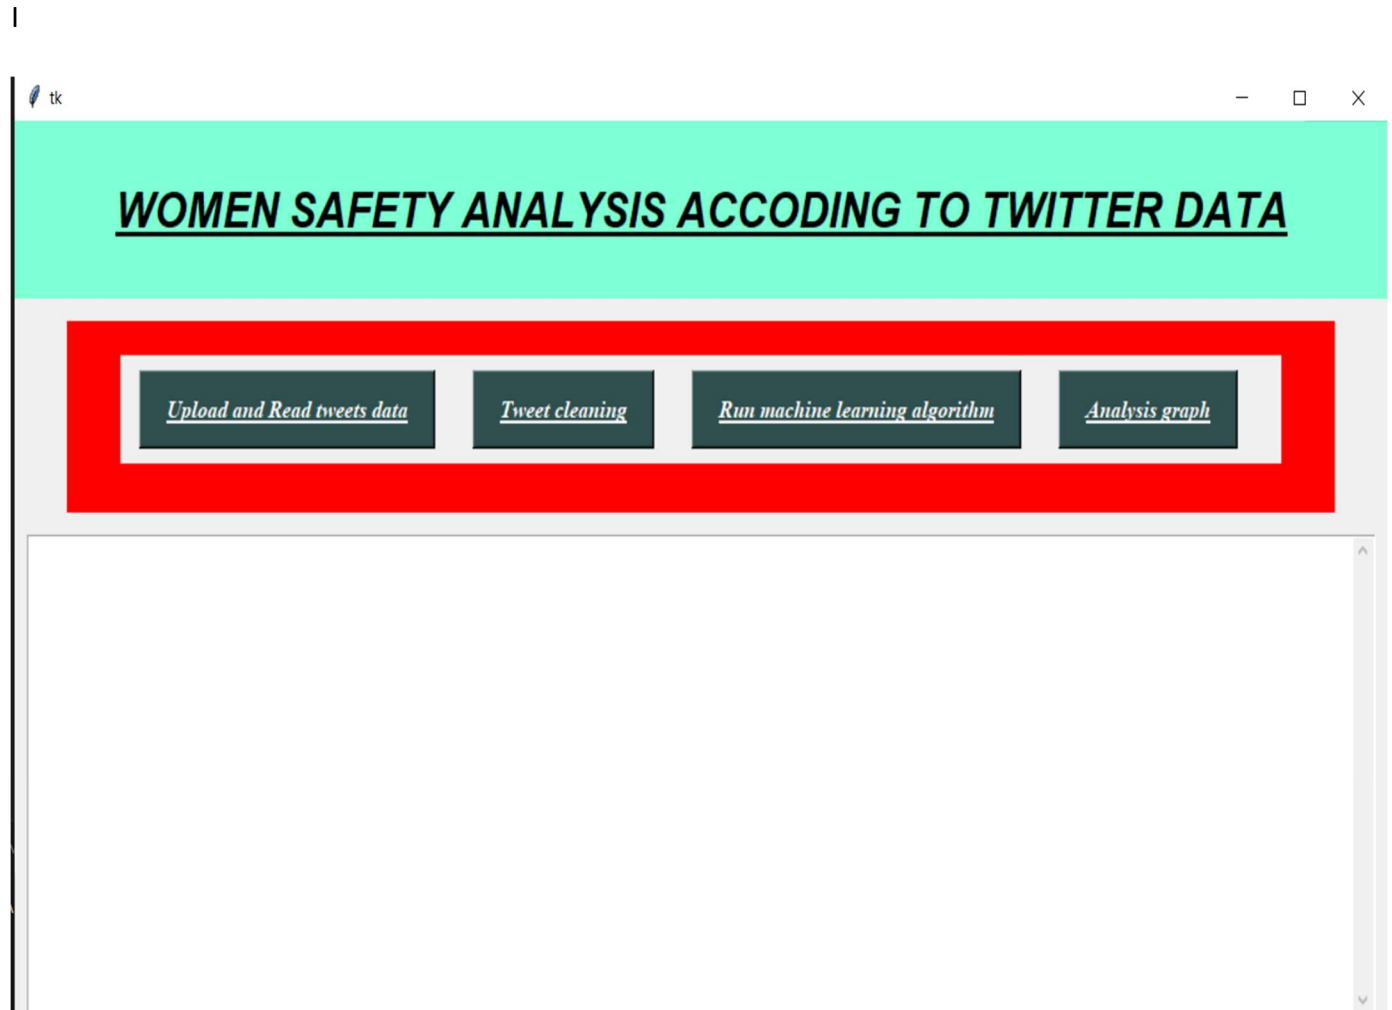 tk
WOMEN SAFETY ANALYSIS ACCODING TO TWITTER DATA
Upload and Read tweets data Tweet cleaning Run machine learning algorithm Analysis graph